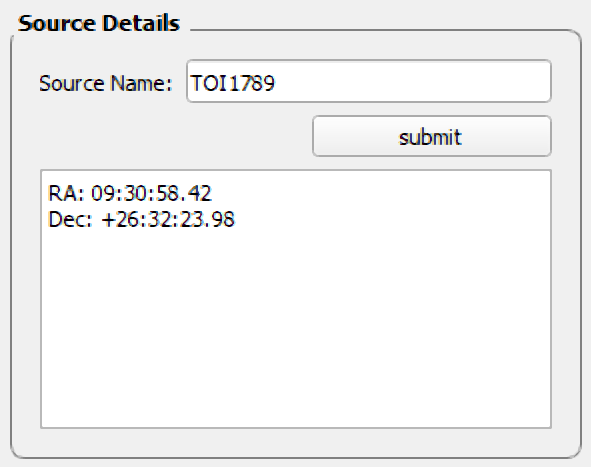 Source Details
Source Name: TOI1789
submit
RA: 09:30:58.42
Dec: +26:32:23.98